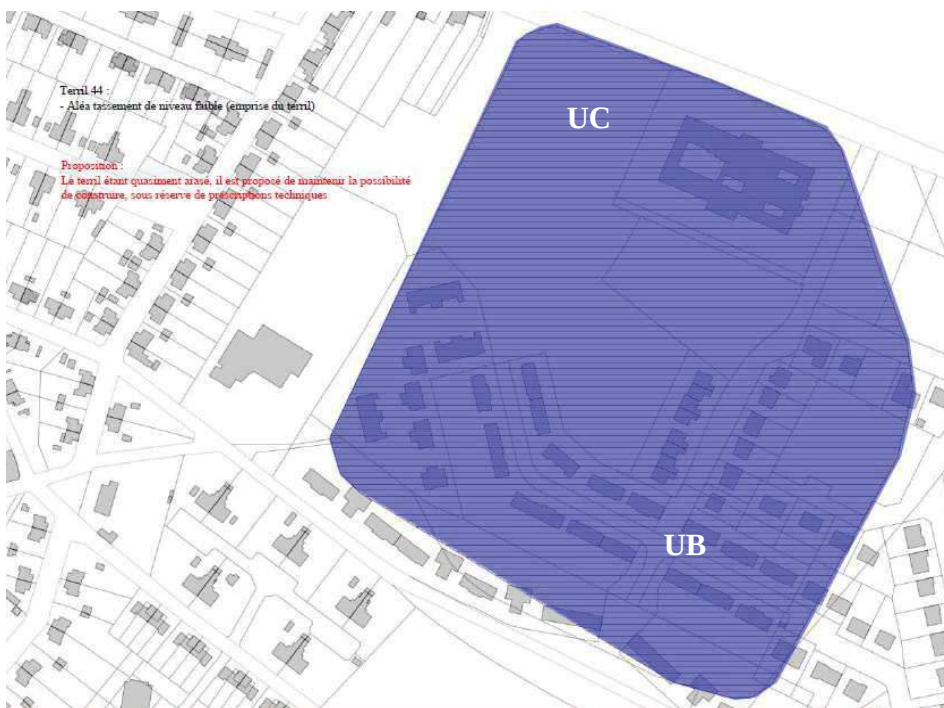 Terril 44 :
- Aléa tassement de niveau faible (emprise du terril)
Proposition :
Le terril étant quasiment arasé, il est proposé de maintenir la possibilité
de construire, sous réserve de prescriptions techniques
UC
UB